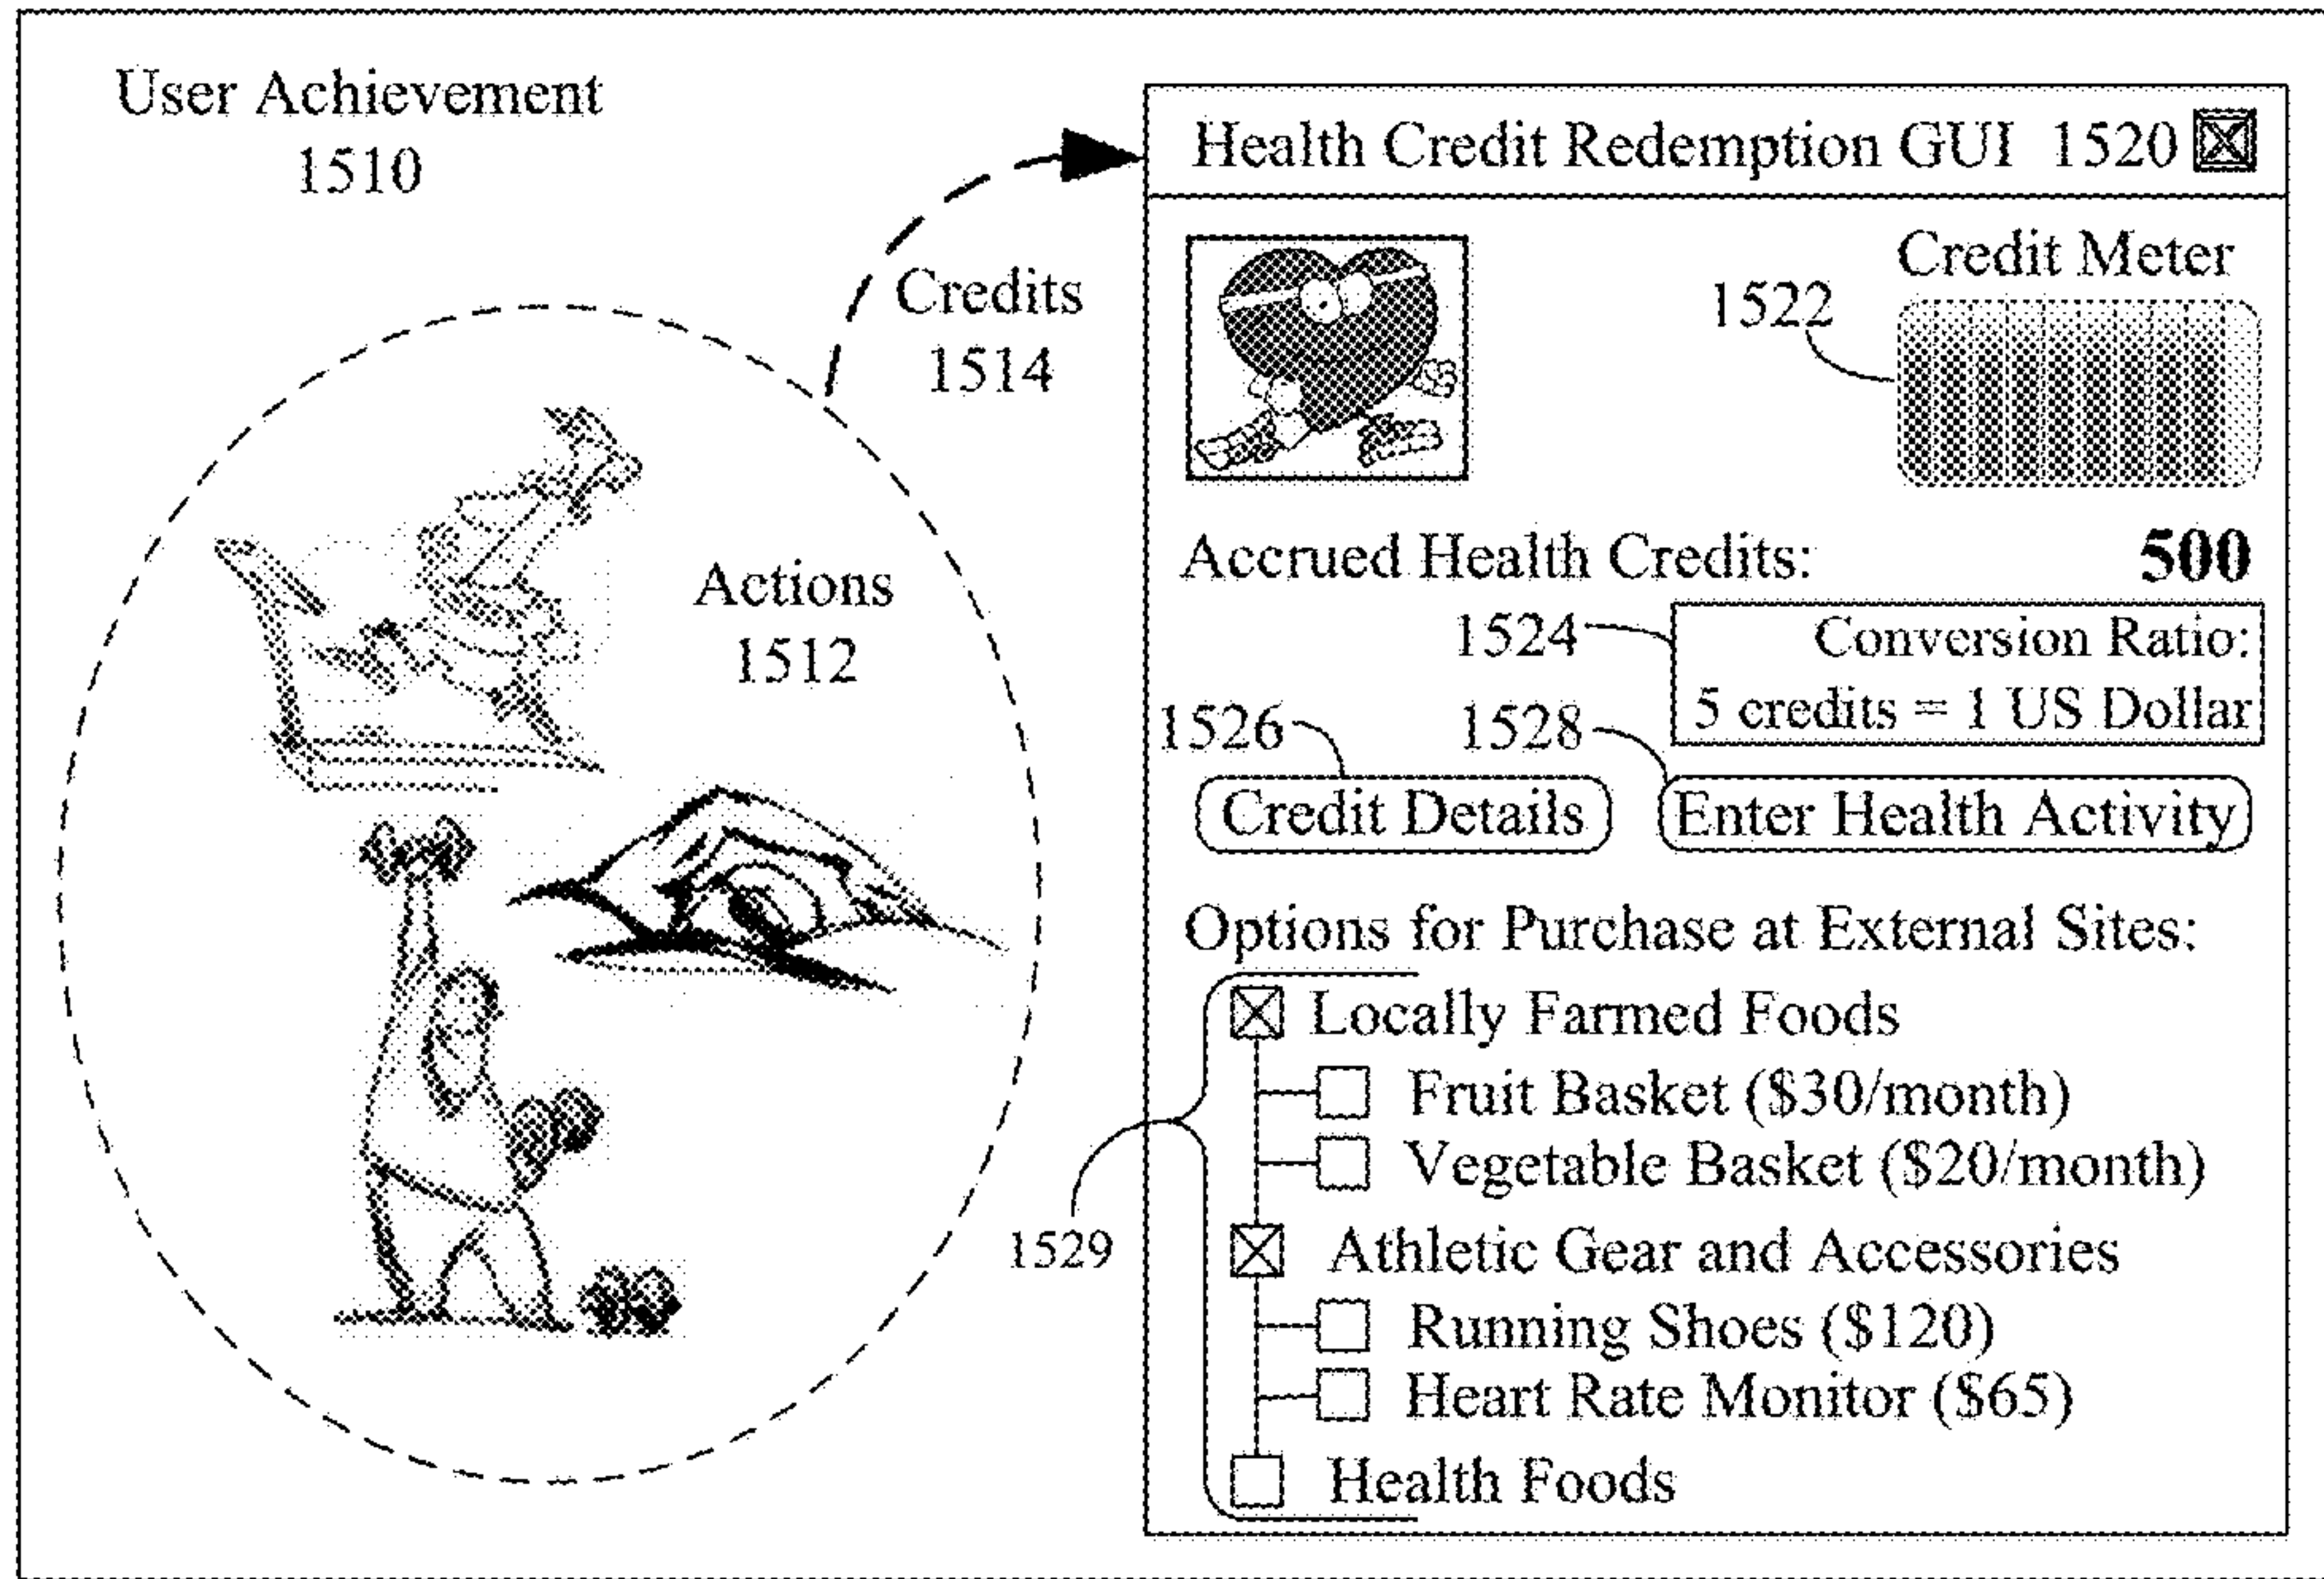 User Achievement
1510
Credits
1514
Actions
1512
Health Credit Redemption GUI 1520
Credit Meter
1522
Accrued Health Credits: 500
1524
Conversion Ratio:
5 credits = 1 US Dollar
1526
1528
Credit Details
Enter Health Activity
Options for Purchase at External Sites:
Locally Farmed Foods
Fruit Basket ($30/month)
Vegetable Basket ($20/month)
1529
Athletic Gear and Accessories
Running Shoes ($120)
Heart Rate Monitor ($65)
Health Foods